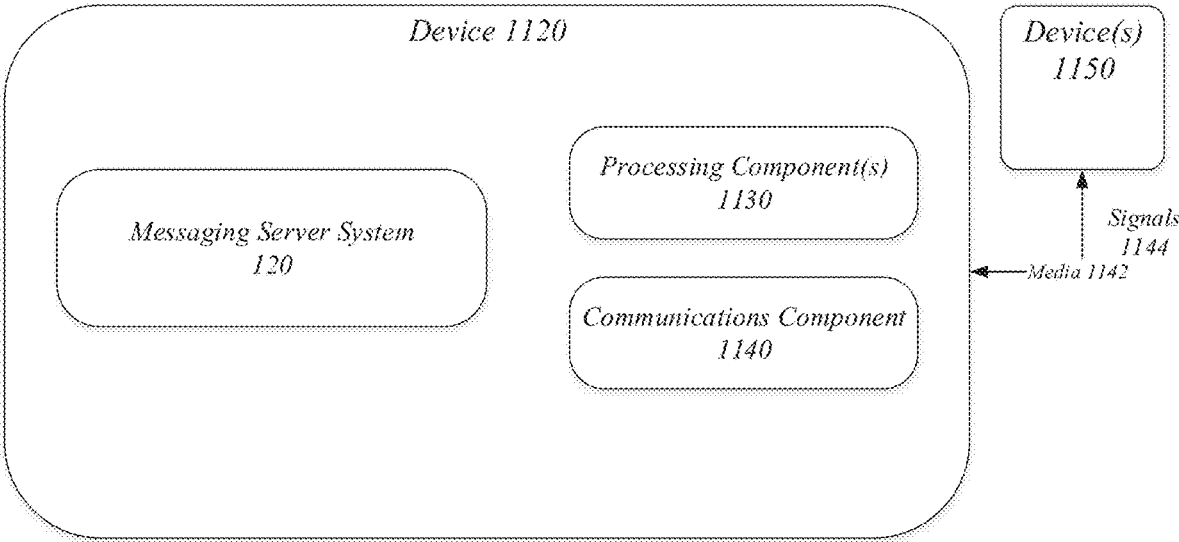 Device 1120
Messaging Server System
120
Processing Component(s)
1130
Communications Component
1140
Device(s)
1150
Signals
1144
Media 1142